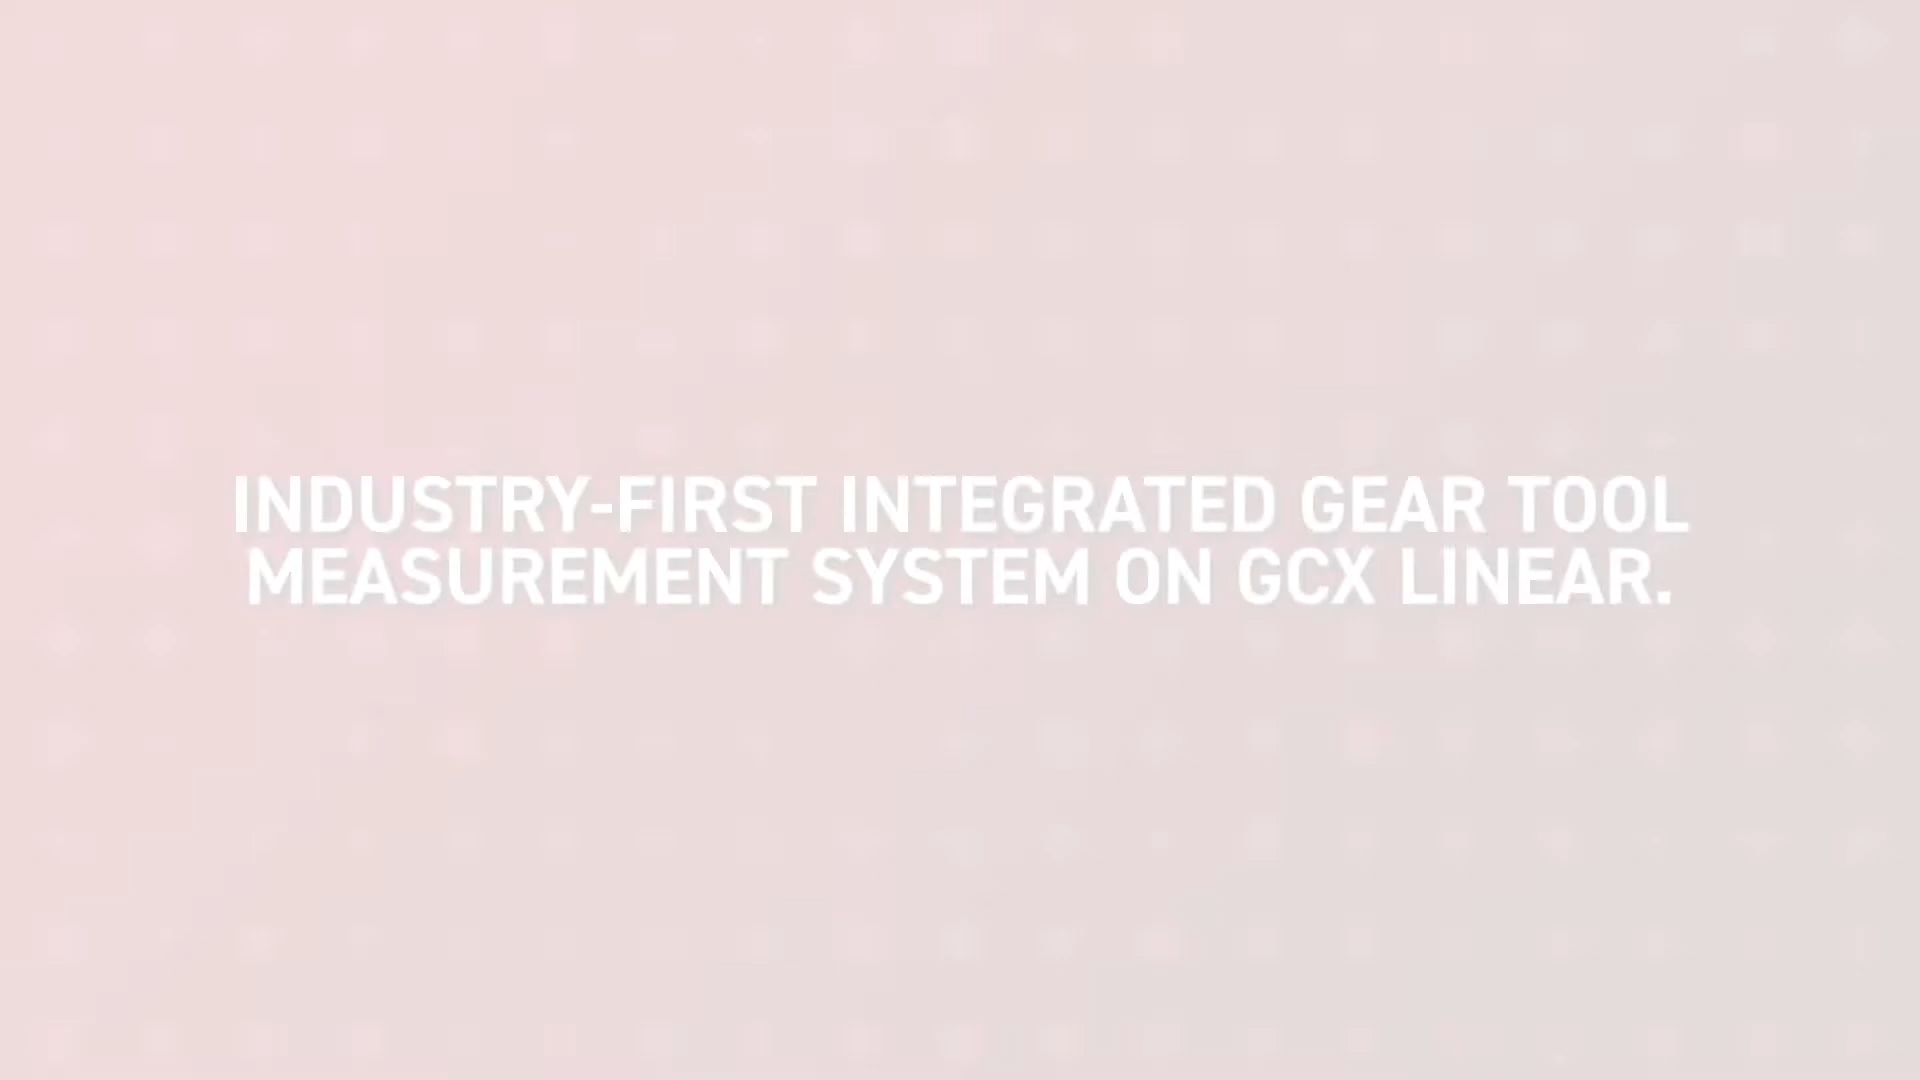 INDUSTRY-FIRST INTEGRATED GEAR TOOL
MEASUREMENT SYSTEM ON GCX LINEAR.